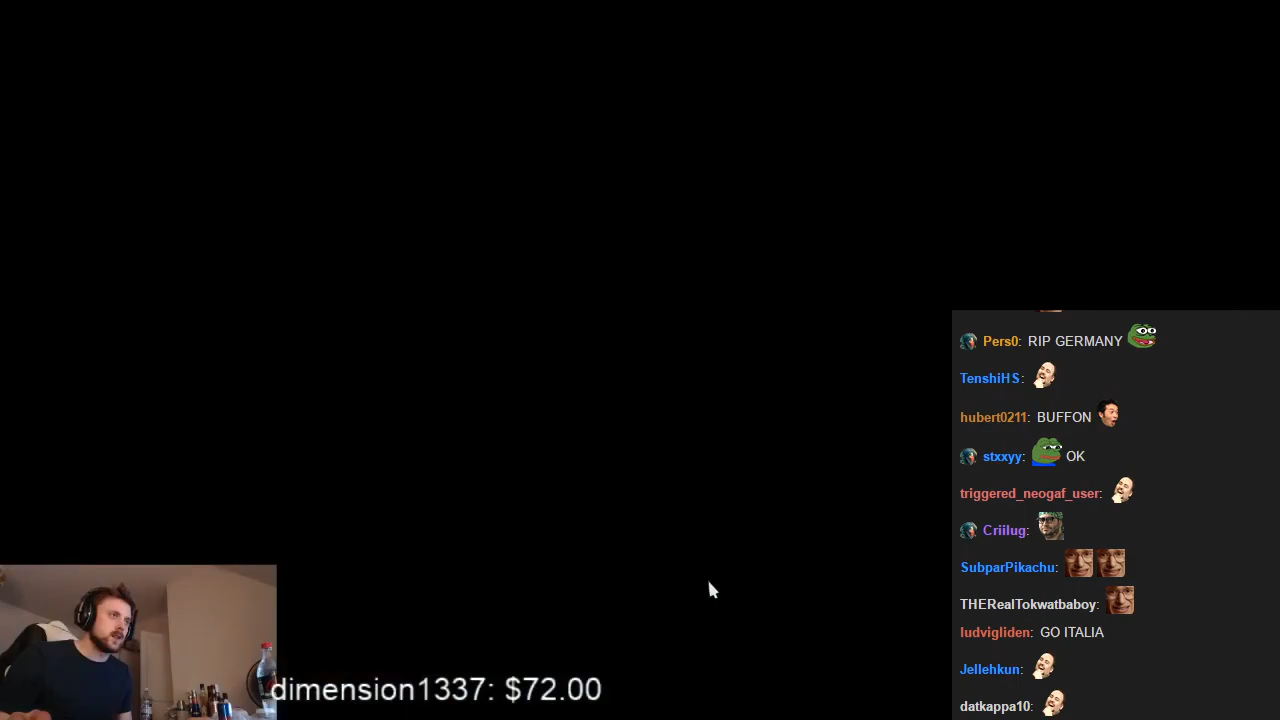 Pers0: RIP GERMANY
TenshiHS:
hubert0211: BUFFON
stxxyy: OK
triggered_neogaf_user:
Criilug:
SubparPikachu:
THERealTokwatbaboy:
ludvigliden: GO ITALIA
Jellehkun:
datkappa10:
dimension1337: $72.00